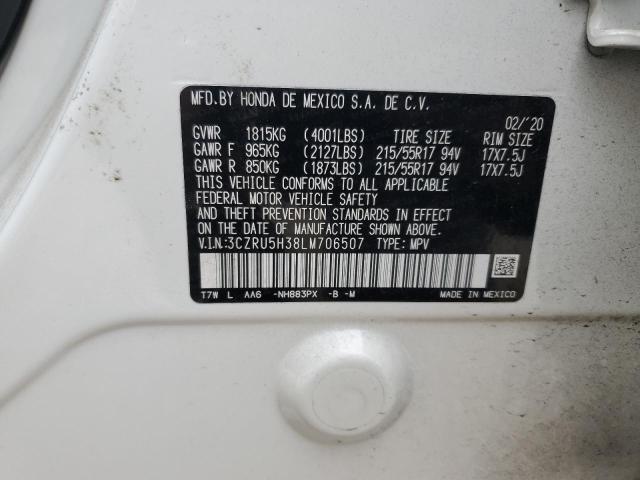 MFD.BY HONDA DE MEXICO S.A. DE C.V.
02/'20
GVWR 1815KG (4001LBS) TIRE SIZE RIM SIZE
GAWR F 965KG (2127LBS) 215/55R17 94V 17X7.5J
GAWR R 850KG (1873LBS) 215/55R17 94V 17X7.5J
THIS VEHICLE CONFORMS TO ALL APPLICABLE
FEDERAL MOTOR VEHICLE SAFETY
AND THEFT PREVENTION STANDARDS IN EFFECT
ON THE DATE OF MANUFACTURE SHOWN ABOVE.
V.I.N:3CZRU5H38LM706507 TYPE: MPV
T7W L AA6 -NH883PX -B -M MADE IN MEXICO